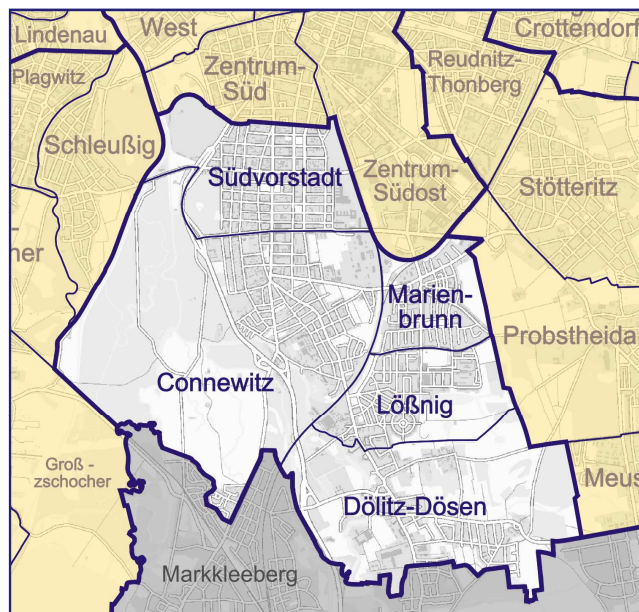 Crottendorf
Lindenau
West
Plagwitz
Zentrum-
Süd
Reudnitz-
Thonberg
Schleußig
Südvorstadt
Zentrum-
Südost
Stötteritz
-
her
Marien-
brunn
Probstheida
Connewitz
Lößnig
Groß -
zschocher
Meus
Dölitz-Dösen
Markkleeberg